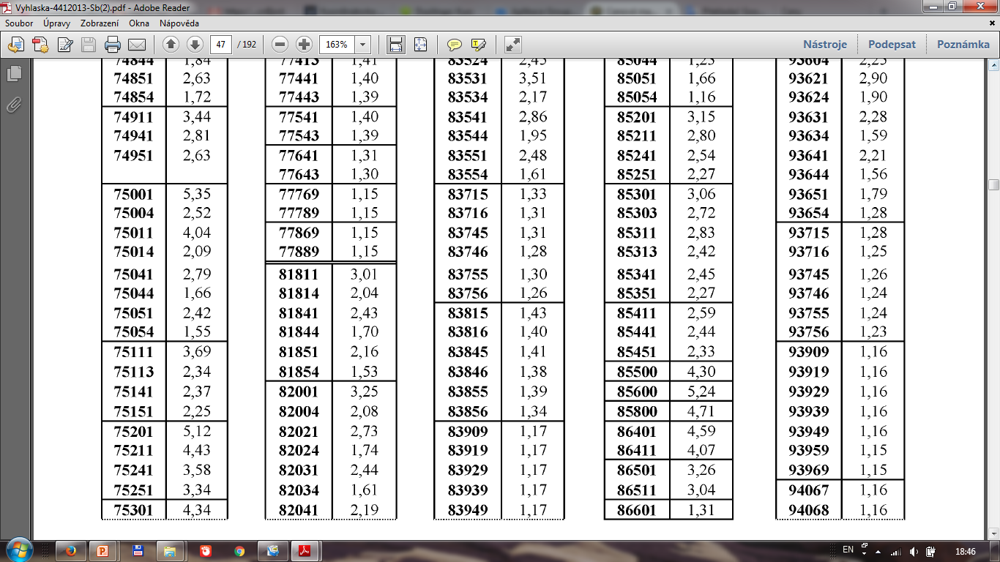 Vyhlaska-4412013-Sb(2).pdf - Adobe Reader
Soubor Úpravy Zobrazení Okna Nápověda
47 / 192 163% Nástroje Podepsat Poznámka
74844 1,84 77413 1,41 83524 2,45 85044 1,23 93604 2,25
74851 2,63 77441 1,40 83531 3,51 85051 1,66 93621 2,90
74854 1,72 77443 1,39 83534 2,17 85054 1,16 93624 1,90
74911 3,44 77541 1,40 83541 2,86 85201 3,15 93631 2,28
74941 2,81 77543 1,39 83544 1,95 85211 2,80 93634 1,59
74951 2,63 77641 1,31 83551 2,48 85241 2,54 93641 2,21
77643 1,30 83554 1,61 85251 2,27 93644 1,56
75001 5,35 77769 1,15 83715 1,33 85301 3,06 93651 1,79
75004 2,52 77789 1,15 83716 1,31 85303 2,72 93654 1,28
75011 4,04 77869 1,15 83745 1,31 85311 2,83 93715 1,28
75014 2,09 77889 1,15 83746 1,28 85313 2,42 93716 1,25
75041 2,79 81811 3,01 83755 1,30 85341 2,45 93745 1,26
75044 1,66 81814 2,04 83756 1,26 85351 2,27 93746 1,24
75051 2,42 81841 2,43 83815 1,43 85411 2,59 93755 1,24
75054 1,55 81844 1,70 83816 1,40 85441 2,44 93756 1,23
75111 3,69 81851 2,16 83845 1,41 85451 2,33 93909 1,16
75113 2,34 81854 1,53 83846 1,38 85500 4,30 93919 1,16
75141 2,37 82001 3,25 83855 1,39 85600 5,24 93929 1,16
75151 2,25 82004 2,08 83856 1,34 85800 4,71 93939 1,16
75201 5,12 82021 2,73 83909 1,17 86401 4,59 93949 1,16
75211 4,43 82024 1,74 83919 1,17 86411 4,07 93959 1,15
75241 3,58 82031 2,44 83929 1,17 86501 3,26 93969 1,15
75251 3,34 82034 1,61 83939 1,17 86511 3,04 94067 1,16
75301 4,34 82041 2,19 83949 1,17 86601 1,31 94068 1,16
EN 18:46